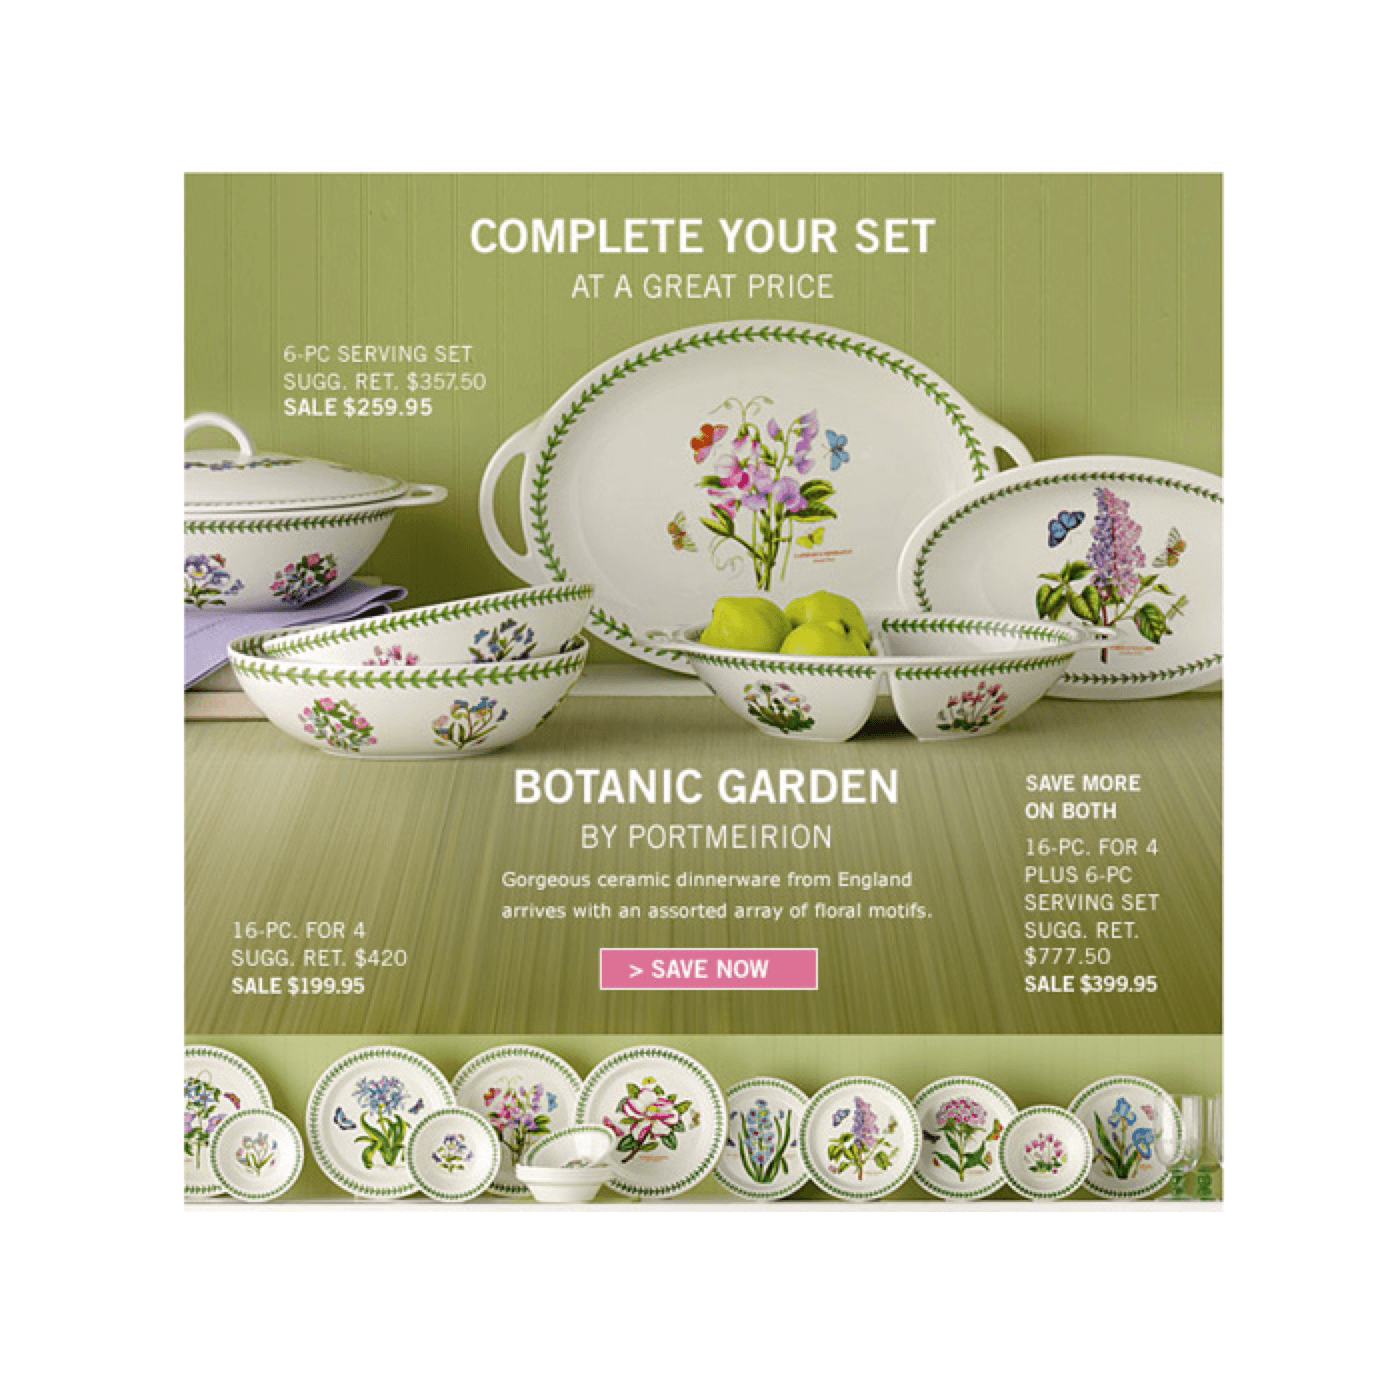 COMPLETE YOUR SET
AT A GREAT PRICE
6-PC SERVING SET
SUGG. RET. $357.50
SALE $259.95
BOTANIC GARDEN
BY PORTMEIRION
Gorgeous ceramic dinnerware from England
arrives with an assorted array of floral motifs.
> SAVE NOW
16-PC. FOR 4
SUGG. RET. $420
SALE $199.95
SAVE MORE
ON BOTH
16-PC. FOR 4
PLUS 6-PC
SERVING SET
SUGG. RET.
$777.50
SALE $399.95